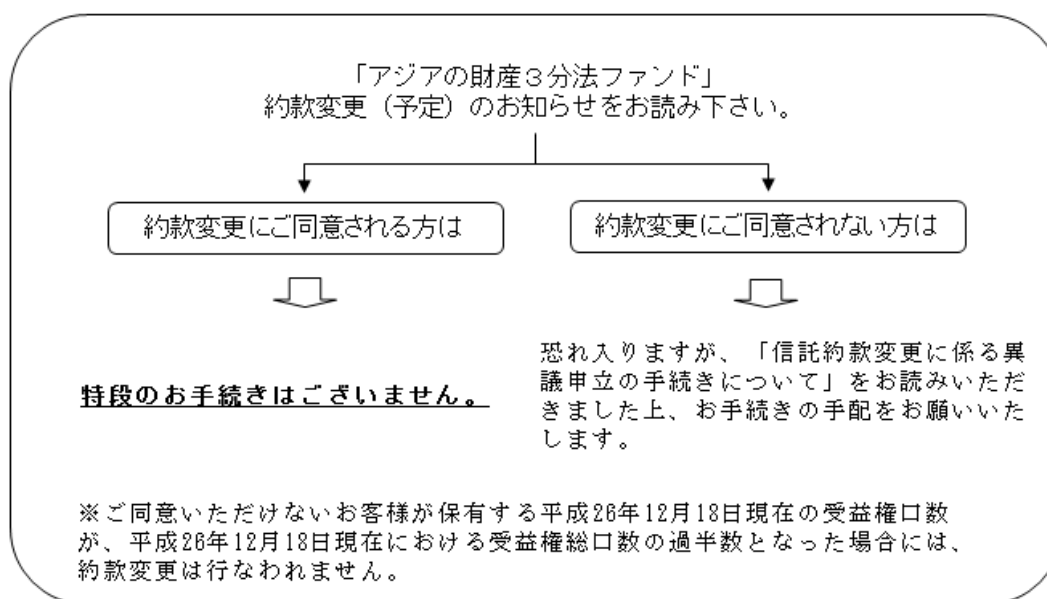 「アジアの財産３分法ファンド」
約款変更（予定）のお知らせをお読み下さい。
約款変更にご同意される方は
約款変更にご同意されない方は
特段のお手続きはございません。
恐れ入りますが、「信託約款変更に係る異
議申立の手続きについて」をお読みいただ
きました上、お手続きの手配をお願いいた
します。
※ご同意いただけないお客様が保有する平成26年12月18日現在の受益権口数
が、平成26年12月18日現在における受益権総口数の過半数となった場合には、
約款変更は行なわれません。